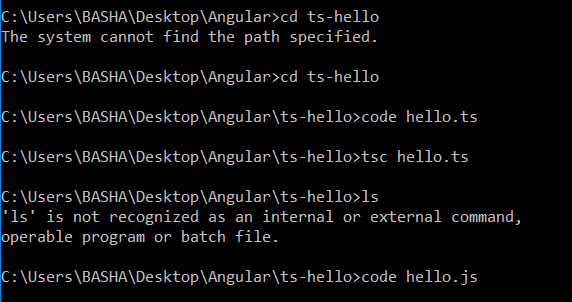 C:\Users\BASHA\Desktop\Angular>cd ts-hello
The system cannot find the path specified.
C:\Users\BASHA\Desktop\Angular>cd ts-hello
C:\Users\BASHA\Desktop\Angular\ts-hello>code hello.ts
C:\Users\BASHA\Desktop\Angular\ts-hello>tsc hello.ts
C:\Users\BASHA\Desktop\Angular\ts-hello>ls
'ls' is not recognized as an internal or external command,
operable program or batch file.
C:\Users\BASHA\Desktop\Angular\ts-hello>code hello.js